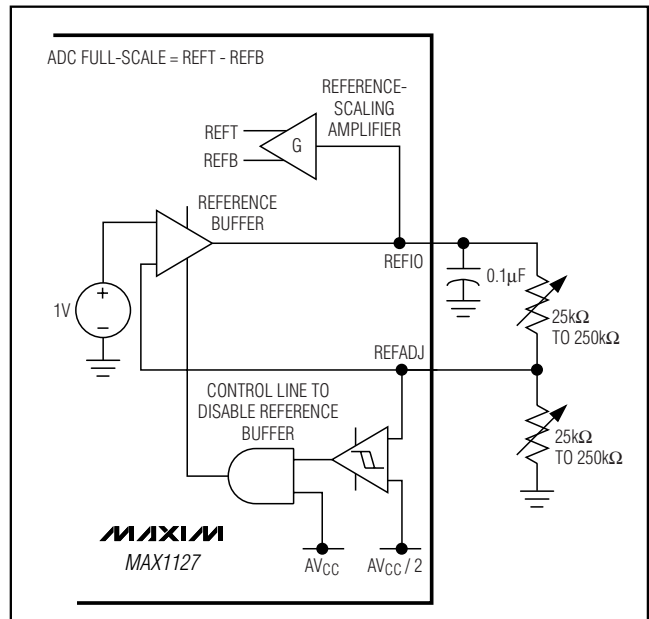 ADC FULL-SCALE = REFT - REFB
REFERENCE-
SCALING
AMPLIFIER
REFT
REFB
G
REFERENCE
BUFFER
REFIO
0.1μF
25kΩ
TO 250kΩ
1V
+
−
REFADJ
CONTROL LINE TO
DISABLE REFERENCE
BUFFER
25kΩ
TO 250kΩ
MAXIM
MAX1127
AVCC
AVCC / 2